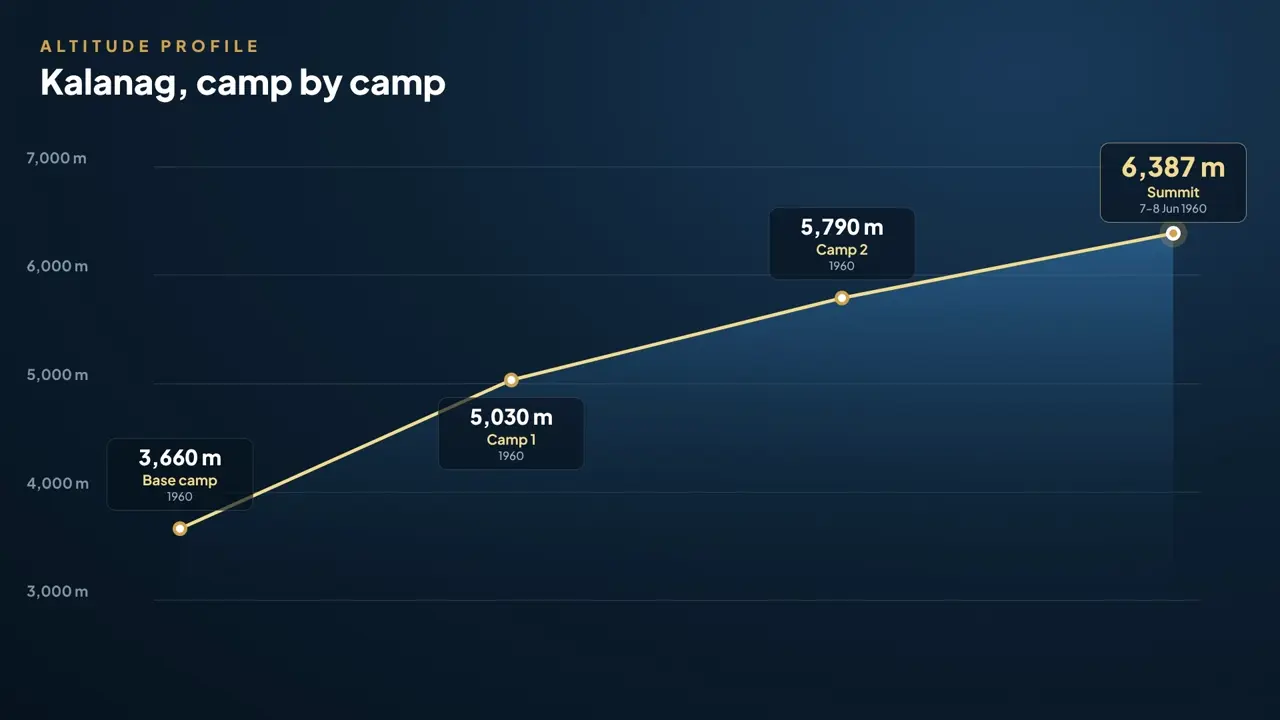 ALTITUDE PROFILE
Kalanag, camp by camp
7,000 m
6,387 m
Summit
7–8 Jun 1960
5,790 m
Camp 2
1960
6,000 m
5,000 m
5,030 m
Camp 1
1960
3,660 m
Base camp
1960
4,000 m
3,000 m